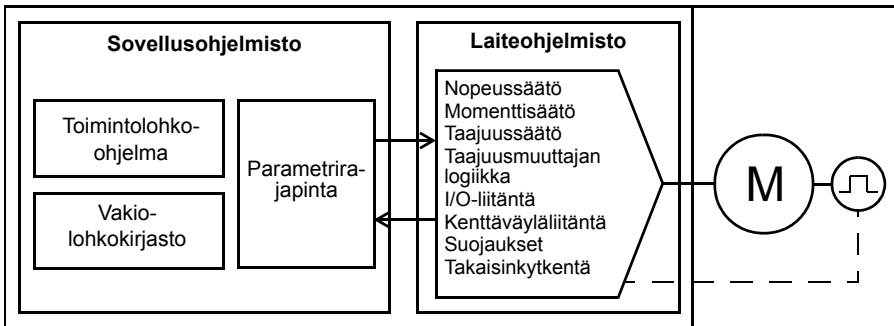 Sovellusohjelmisto
Toimintolohko-
ohjelma
Vakio-
lohkokirjasto
Parametrira-
japinta
Laiteohjelmisto
Nopeussäätö
Momenttisäätö
Taajuussäätö
Taajuusmuuttajan
logiikka
I/O-liitäntä
Kenttäväyläliitäntä
Suojaukset
Takaisinkytkentä
M